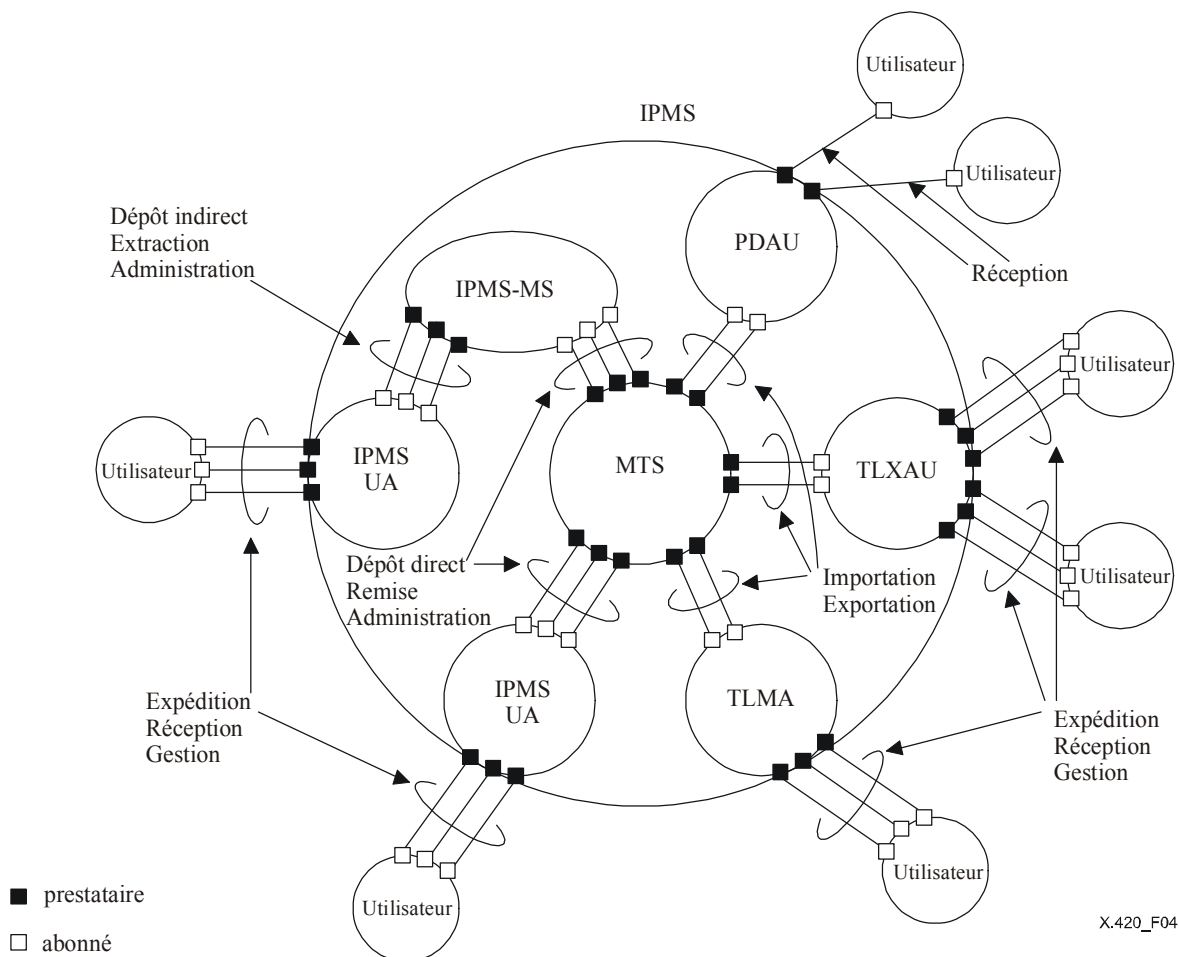 Utilisateur
IPMS
Utilisateur
Dépôt indirect
Extraction
Administration
PDAU
IPMS-MS
Réception
Utilisateur
Utilisateur
IPMS
UA
MTS
TLXAU
Dépôt direct
Remise
Administration
Importation
Exportation
Utilisateur
IPMS
UA
TLMA
Expédition
Réception
Gestion
Expédition
Réception
Gestion
Utilisateur
Utilisateur
prestataire
abonné
X.420_F04